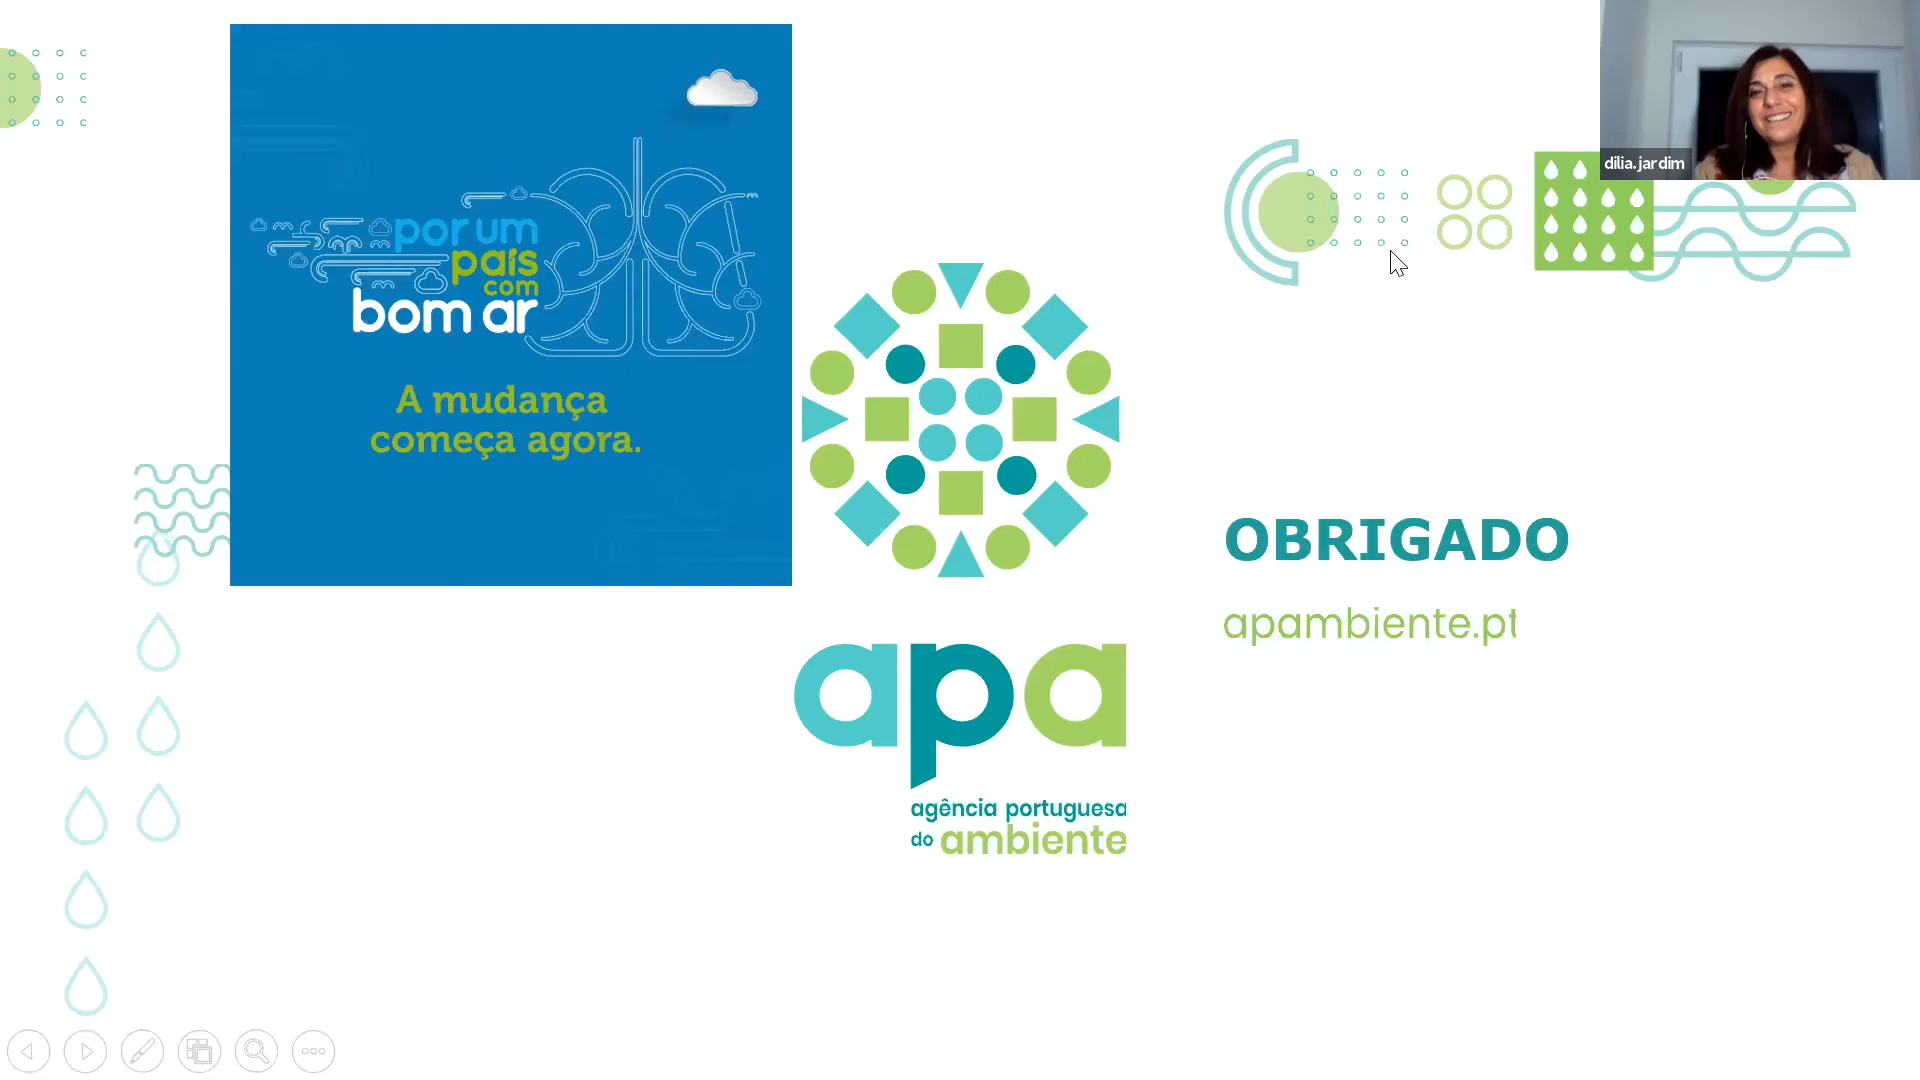 por um
país
com
bom ar
A mudança
começa agora.
dilia.jardim
OBRIGADO
apambiente.pt
apa
agência portuguesa
do ambiente